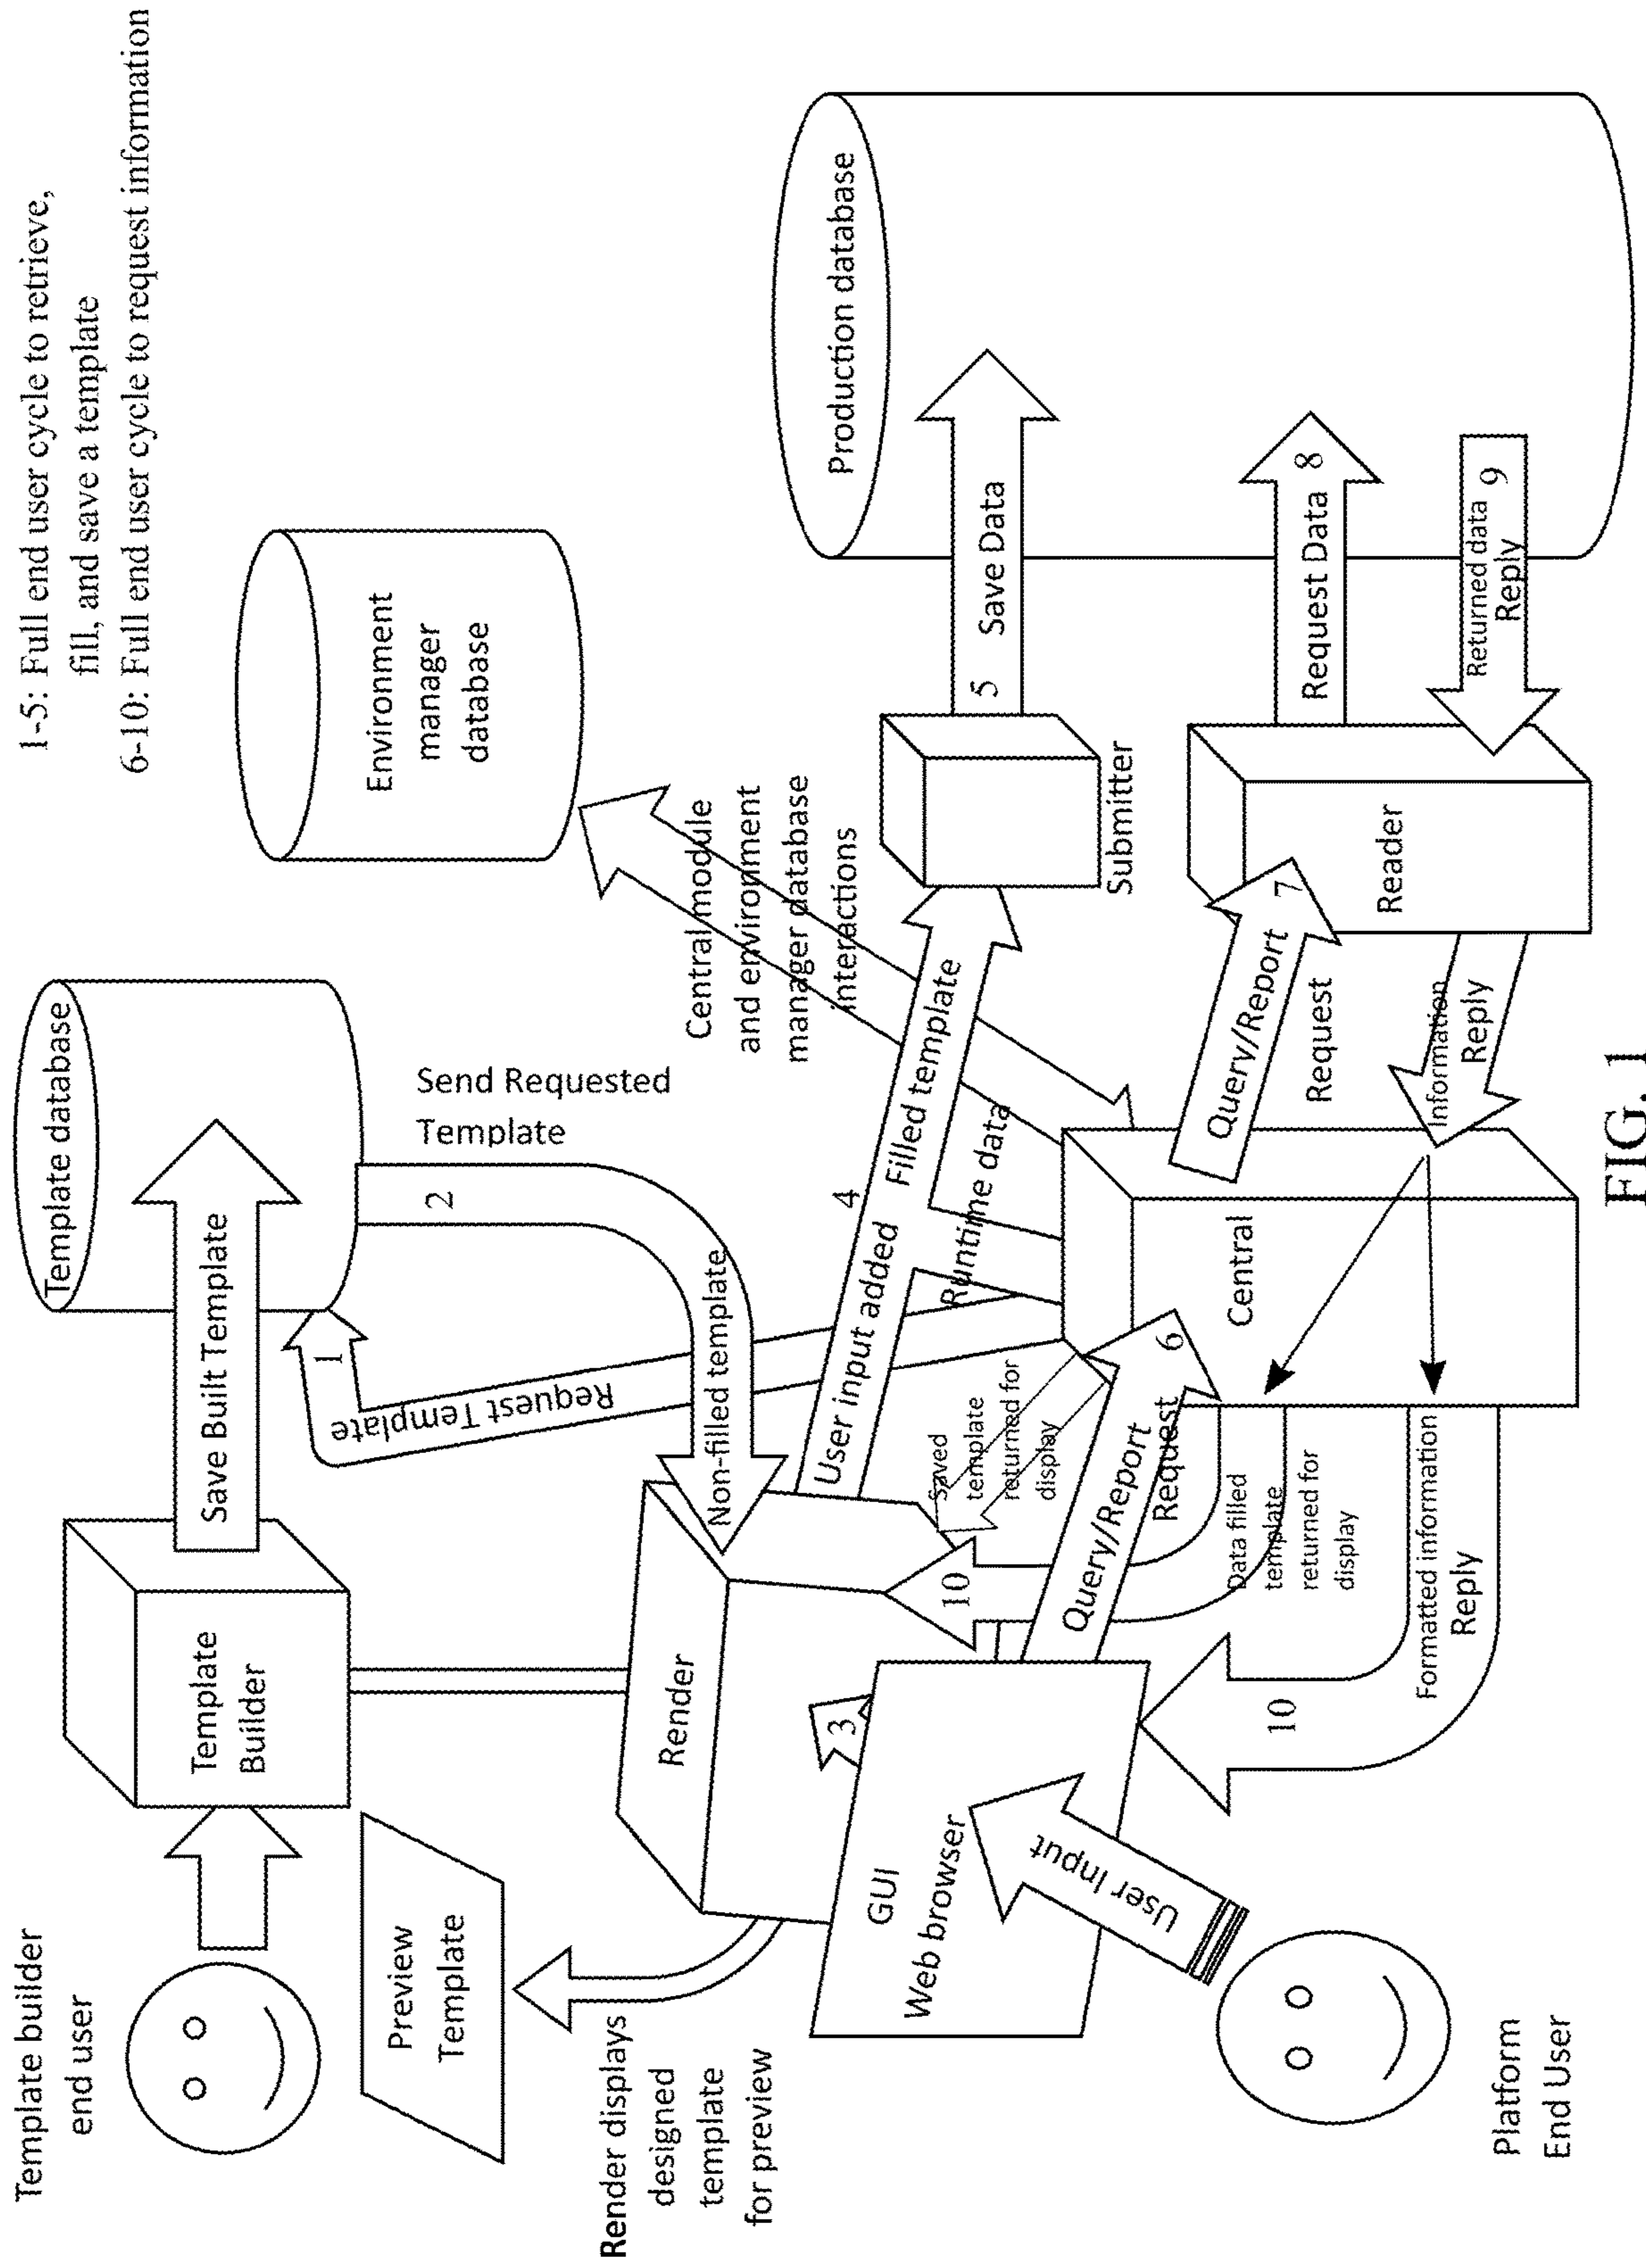 1-5: Full end user cycle to retrieve,
fill, and save a template
6-10: Full end user cycle to request information
Template builder
end user
Template
Builder
Save Built Template
Template database
Environment
manager
database
Preview
Template
1
Request Template
2
Send Requested
Template
Non-filled template
Render displays
designed
template
for preview
Render
3
GUI
Web browser
User Input
User input added
4
Filled template
Central module
and environment
manager database
interactions
Runtime data
Submitter
5
Save Data
Production database
Saved
template
returned for
display
10
Query/Report
Request
6
Data filled
template
returned for
display
Central
Query/Report
7
Request
Reader
Request Data
8
Returned data
9
Reply
Information
Reply
Formatted information
Reply
10
Platform
End User
FIG. 1